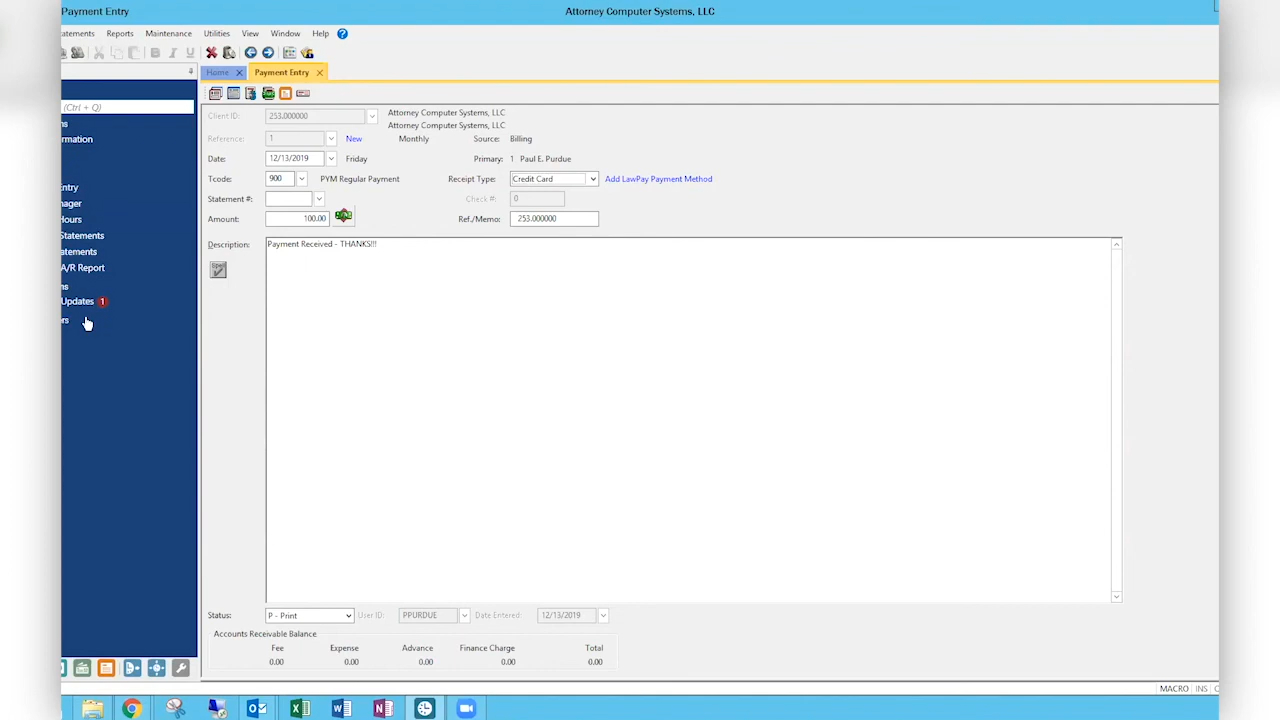 Payment Entry
Attorney Computer Systems, LLC
tatements Reports Maintenance Utilities View Window Help
Home Payment Entry
(Ctrl + Q)
ns
rmation
Entry
nager
Hours
Statements
atements
A/R Report
ns
Updates 1
ers
Client ID: 253.000000 Attorney Computer Systems, LLC
Attorney Computer Systems, LLC
Reference: 1 New Monthly Source: Billing
Date: 12/13/2019 Friday Primary: 1 Paul E. Purdue
Tcode: 900 PYM Regular Payment Receipt Type: Credit Card Add LawPay Payment Method
Statement #: Check #: 0
Amount: 100.00 Ref./Memo: 253.000000
Description: Payment Received - THANKS!!!
Status: P - Print User ID: PPURDUE Date Entered: 12/13/2019
Accounts Receivable Balance
Fee Expense Advance Finance Charge Total
0.00 0.00 0.00 0.00 0.00
MACRO INS C